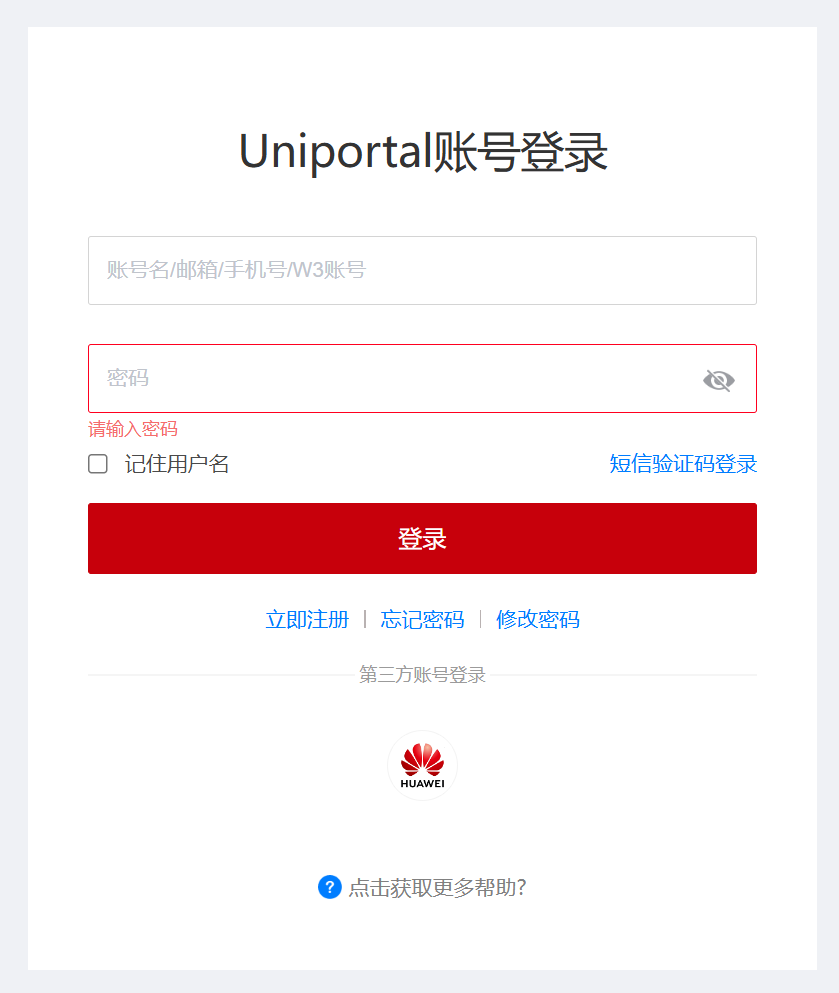 Uniportal账号登录
账号名/邮箱/手机号/W3账号
密码
请输入密码
记住用户名 短信验证码登录
登录
立即注册 | 忘记密码 | 修改密码
第三方账号登录
HUAWEI
? 点击获取更多帮助?